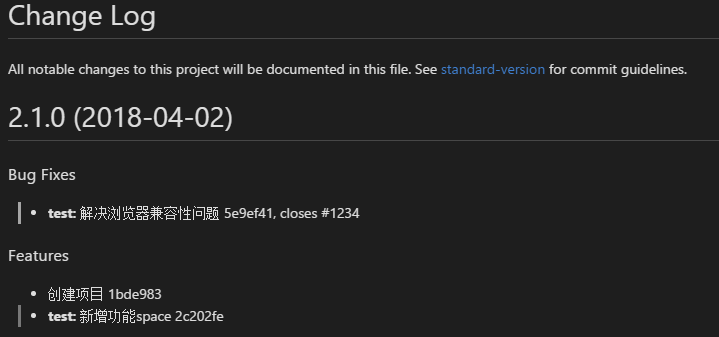 Change Log
All notable changes to this project will be documented in this file. See standard-version for commit guidelines.
2.1.0 (2018-04-02)
Bug Fixes
test: 解决浏览器兼容性问题 5e9ef41, closes #1234
Features
创建项目 1bde983
test: 新增功能space 2c202fe